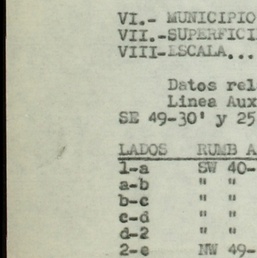 VI.- MUNICIPIO
VII.-SUPERFICI
VIII-ESCALA...
Datos rel
Linea Aux
SE 49-30' y 25
LADOS RUMB A
1-a SW 40-
a-b " "
b-c " "
c-d " "
d-2 " "
2-e NW 49-